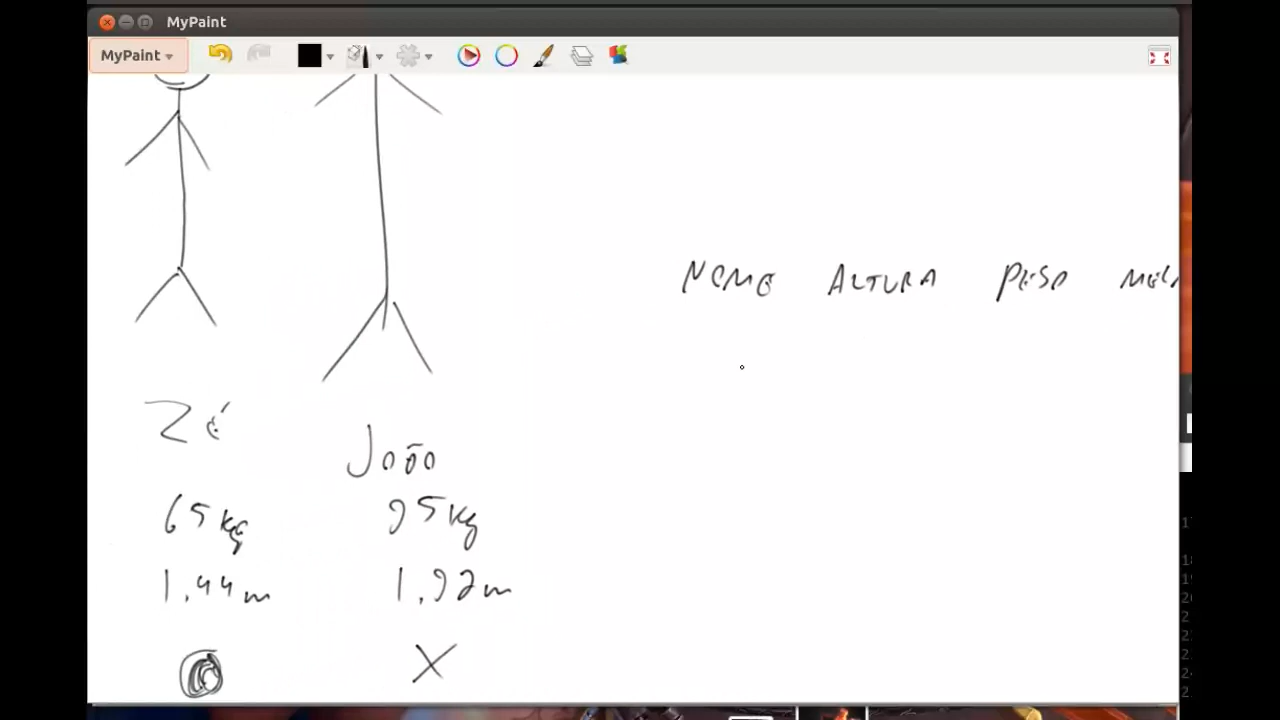 MyPaint
MyPaint
NOME ALTURA PESO
Zé
João
65kg 95kg
1.44m 1.92m
X